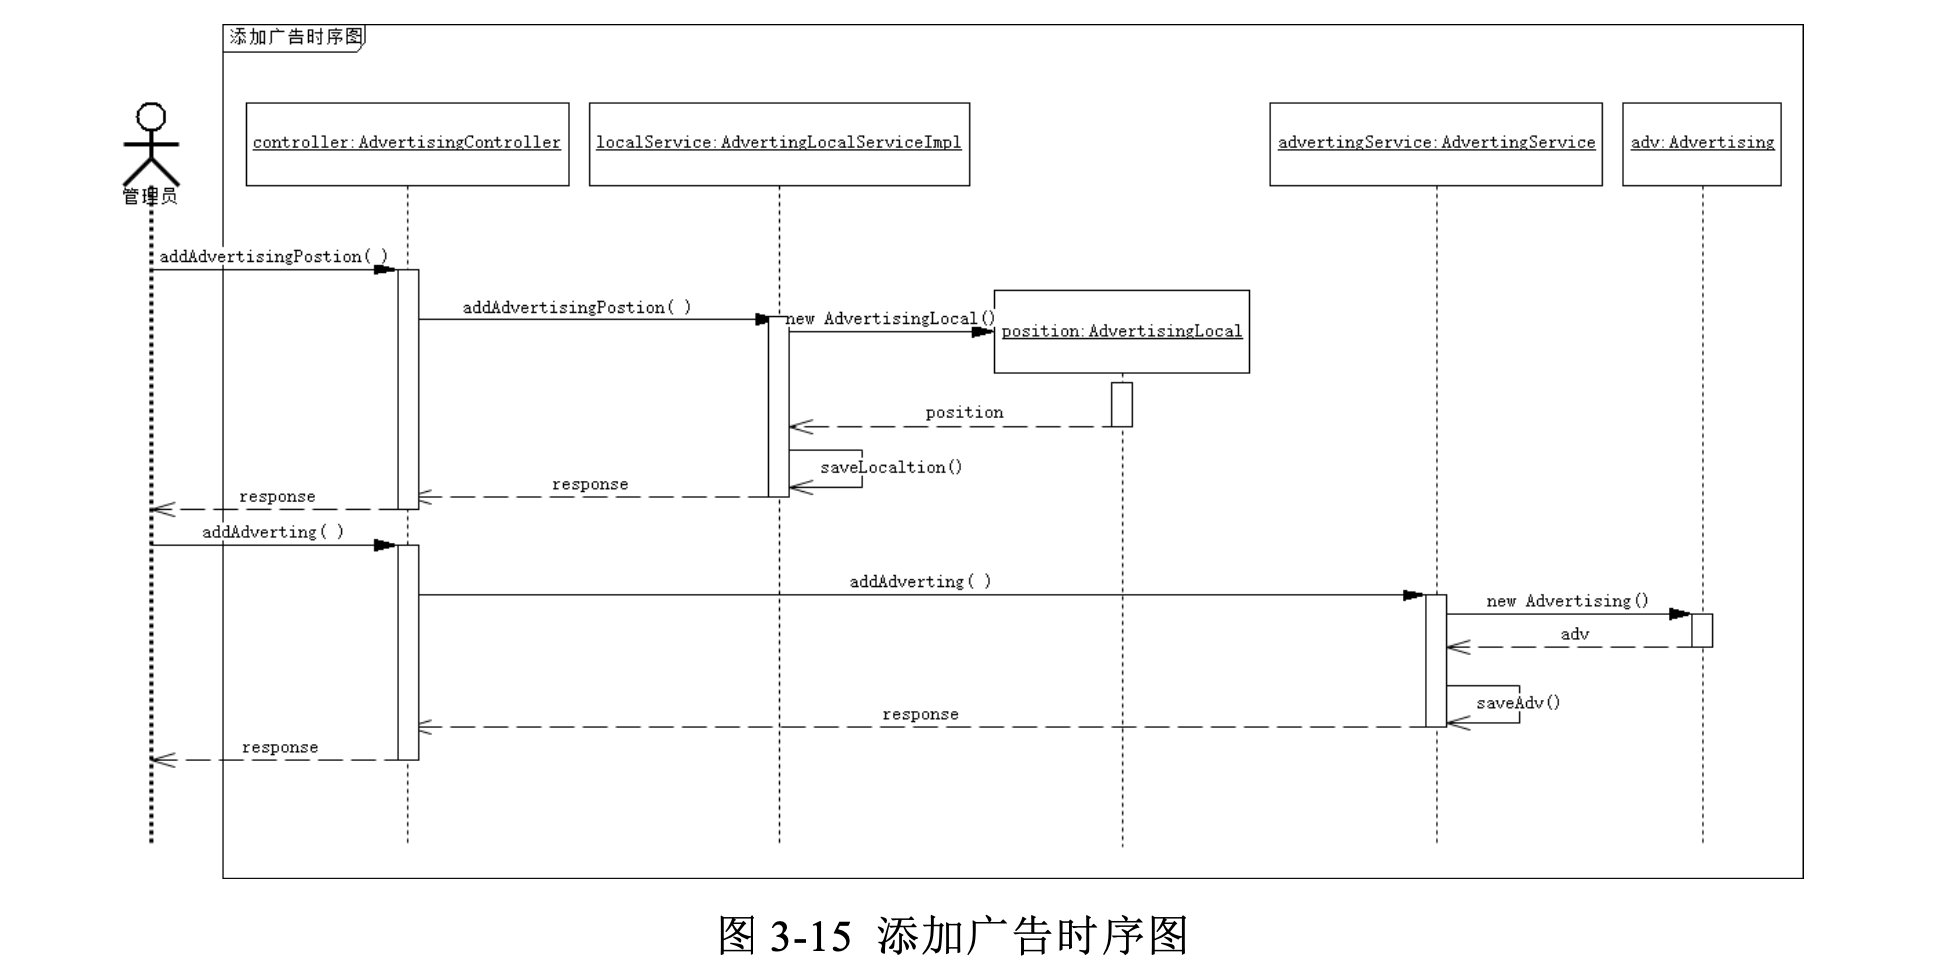 添加广告时序图
controller:AdvertisingController
localService:AdvertingLocalServiceImpl
advertingService:AdvertingService
adv:Advertising
管理员
addAdvertisingPostion( )
addAdvertisingPostion( )
new AdvertisingLocal()
position:AdvertisingLocal
position
saveLocaltion()
response
response
addAdverting( )
addAdverting( )
new Advertising()
adv
saveAdv()
response
response
图 3-15 添加广告时序图